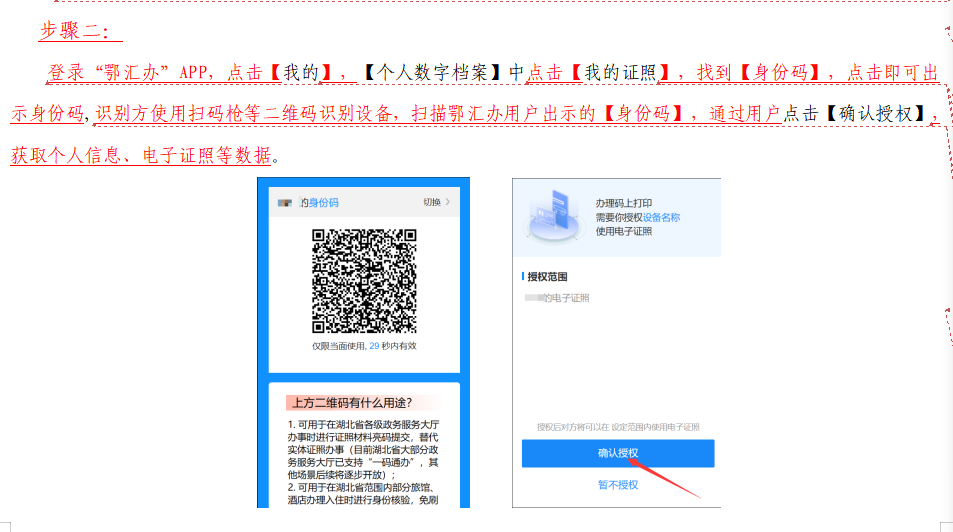 步骤二：
登录“鄂汇办”APP，点击【我的】，【个人数字档案】中点击【我的证照】，找到【身份码】，点击即可出
示身份码,识别方使用扫码枪等二维码识别设备，扫描鄂汇办用户出示的【身份码】，通过用户点击【确认授权】，
获取个人信息、电子证照等数据。
的身份码 切换
仅限当面使用, 29 秒内有效
上方二维码有什么用途？
1. 可用于在湖北省各级政务服务大厅
办事时进行证照材料亮码提交，替代
实体证照办事（目前湖北省大部分政
务服务大厅已支持“一码通办”，其
他场景后续将逐步开放）；
2. 可用于在湖北省范围内部分旅馆、
酒店办理入住时进行身份核验，免刷
办理码上打印
需要你授权设备名称
使用电子证照
授权范围
的电子证照
授权后对方将可以在 设定范围内使用电子证照
确认授权
暂不授权